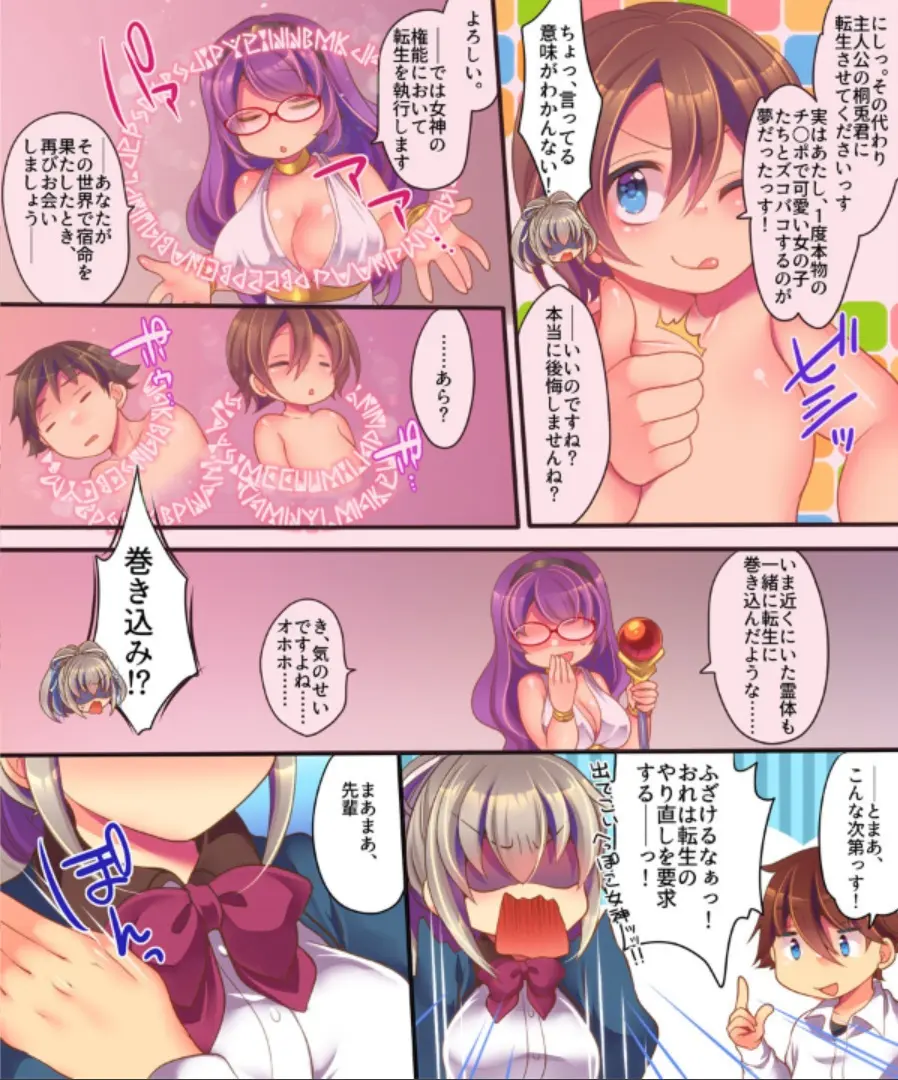 にしっ。その代わり
主人公の桐兎君に
転生させてくださいっす
実はあたし、1度本物の
チ〇ポで可愛い女の子
たちとズコバコするのが
夢だったっす!
ちょっ、言ってる
意味がわかんない!
ビシッ
――いいのですね?
本当に後悔しませんね?
よろしい。
――では女神の
権能において
転生を執行します
パァ
アァ…
――あなたが
その世界で宿命を
果たしたとき、
再びお会い
しましょう――
……あら?
キュ
キュ…
いま近くにいた霊体も
一緒に転生に
巻き込んだような……
き、気のせい
ですよね……
オホホ……
巻き込み!?
――とまあ、
こんな次第っす!
ふざけるなぁっ!
おれは転生の
やり直しを要求
する――っ!
出てこいへっぽこ女神ッッ!!
まあまあ、
先輩
ぽんっ